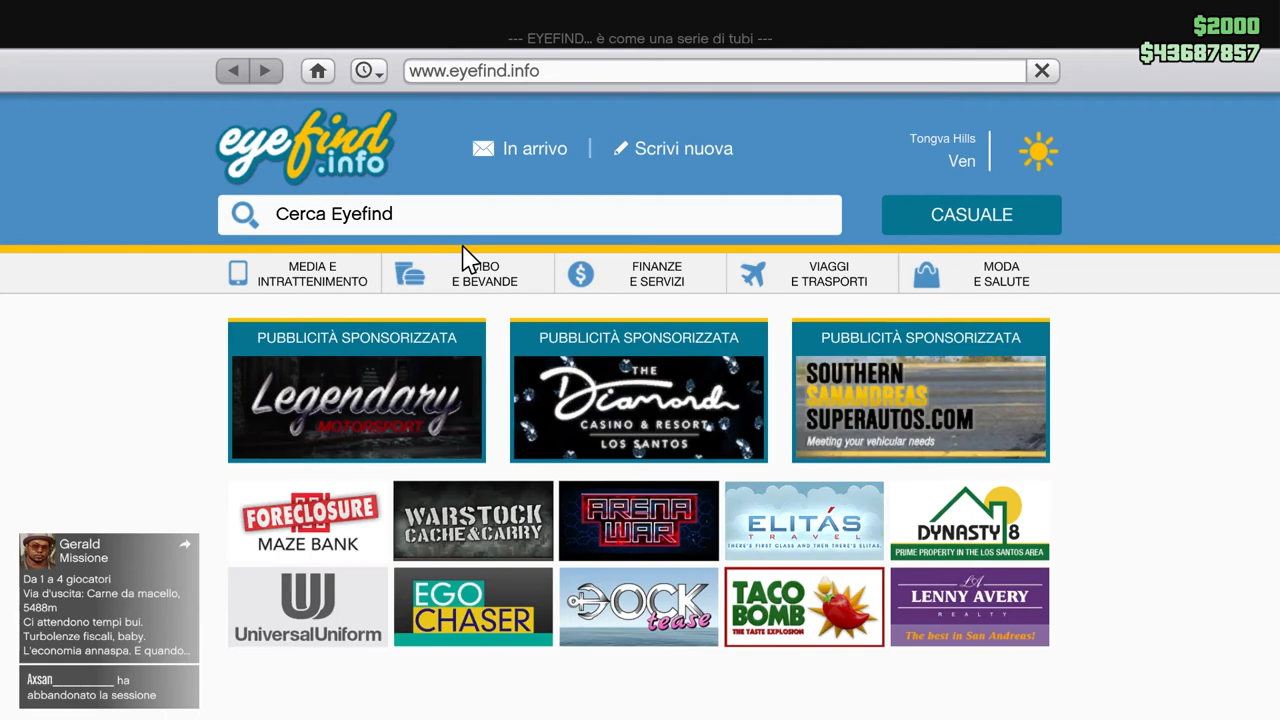 --- EYEFIND... è come una serie di tubi ---
$2000
$43687857
www.eyefind.info
eyefind
.info
In arrivo
Scrivi nuova
Tongva Hills
Ven
Cerca Eyefind
CASUALE
MEDIA E
INTRATTENIMENTO
BO
E BEVANDE
FINANZE
E SERVIZI
VIAGGI
E TRASPORTI
MODA
E SALUTE
PUBBLICITÀ SPONSORIZZATA
Legendary
MOTORSPORT
PUBBLICITÀ SPONSORIZZATA
THE
Diamond
CASINO & RESORT
LOS SANTOS
PUBBLICITÀ SPONSORIZZATA
SOUTHERN
SANANDREAS
SUPERAUTOS.COM
Meeting your vehicular needs
FORECLOSURE
MAZE BANK
WARSTOCK
CACHE&CARRY
ARENA
WAR
ELITÁS
TRAVEL
THERE'S FIRST CLASS AND THEN THERE'S ELITAS.
DYNASTY 8
PRIME PROPERTY IN THE LOS SANTOS AREA
UniversalUniform
EGO
CHASER
DOCK
tease
TACO
BOMB
THE TASTE EXPLOSION
LA
LENNY AVERY
REALTY
The best in San Andreas!
Gerald
Missione
Da 1 a 4 giocatori
Via d'uscita: Carne da macello,
5488m
Ci attendono tempi bui.
Turbolenze fiscali, baby.
L'economia annaspa. E quando...
Axsan_________ ha
abbandonato la sessione